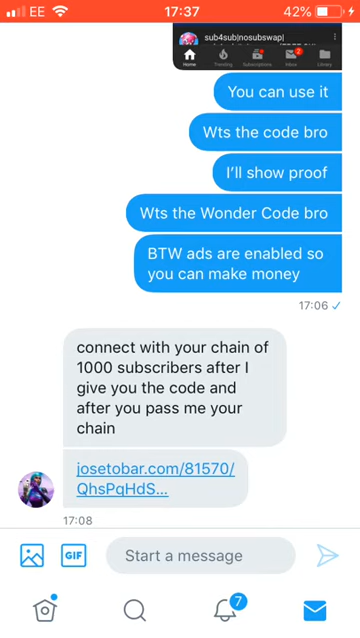 EE 17:37 42%
sub4sub|nosubswap|
Home Trending Subscriptions Inbox Library
2
You can use it
Wts the code bro
I'll show proof
Wts the Wonder Code bro
BTW ads are enabled so
you can make money
17:06
connect with your chain of
1000 subscribers after I
give you the code and
after you pass me your
chain
josetobar.com/81570/
QhsPqHdS...
17:08
GIF
Start a message
7